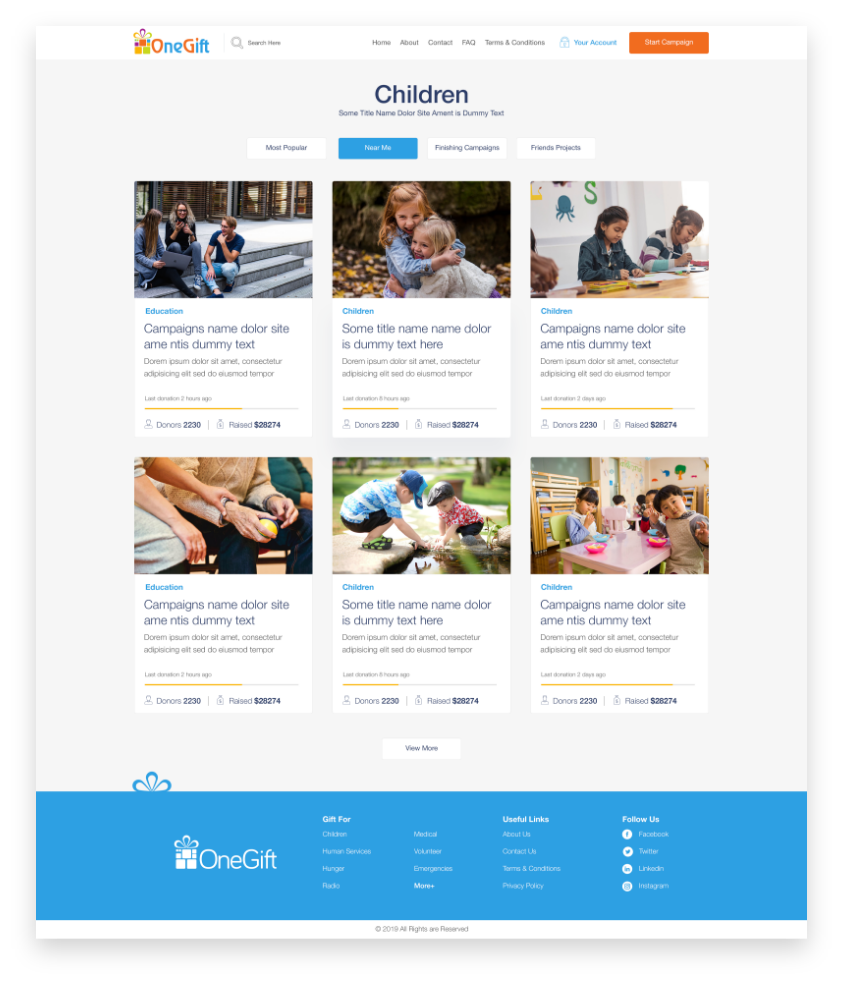 OneGift
Search Here
Home About Contact FAQ Terms & Conditions Your Account Start Campaign
Children
Some Title Name Dolor Site Ament is Dummy Text
Most Popular Near Me Finishing Campaigns Friends Projects
S
Education
Campaigns name dolor site
ame ntis dummy text
Dorem ipsum dolor sit amet, consectetur
adipisicing elit sed do eiusmod tempor
Last donation 2 hours ago
Donors 2230 | Raised $28274
Children
Some title name name dolor
is dummy text here
Dorem ipsum dolor sit amet, consectetur
adipisicing elit sed do eiusmod tempor
Last donation 6 hours ago
Donors 2230 | Raised $28274
Children
Campaigns name dolor site
ame ntis dummy text
Dorem ipsum dolor sit amet, consectetur
adipisicing elit sed do eiusmod tempor
Last donation 2 days ago
Donors 2230 | Raised $28274
Education
Campaigns name dolor site
ame ntis dummy text
Dorem ipsum dolor sit amet, consectetur
adipisicing elit sed do eiusmod tempor
Last donation 2 hours ago
Donors 2230 | Raised $28274
Children
Some title name name dolor
is dummy text here
Dorem ipsum dolor sit amet, consectetur
adipisicing elit sed do eiusmod tempor
Last donation 6 hours ago
Donors 2230 | Raised $28274
Children
Campaigns name dolor site
ame ntis dummy text
Dorem ipsum dolor sit amet, consectetur
adipisicing elit sed do eiusmod tempor
Last donation 2 days ago
Donors 2230 | Raised $28274
View More
OneGift
Gift For
Children
Human Services
Hunger
Radio
Medical
Volunteer
Emergencies
More+
Useful Links
About Us
Contact Us
Terms & Conditions
Privacy Policy
Follow Us
Facebook
Twitter
Linkedin
Instagram
© 2019 All Rights are Reserved